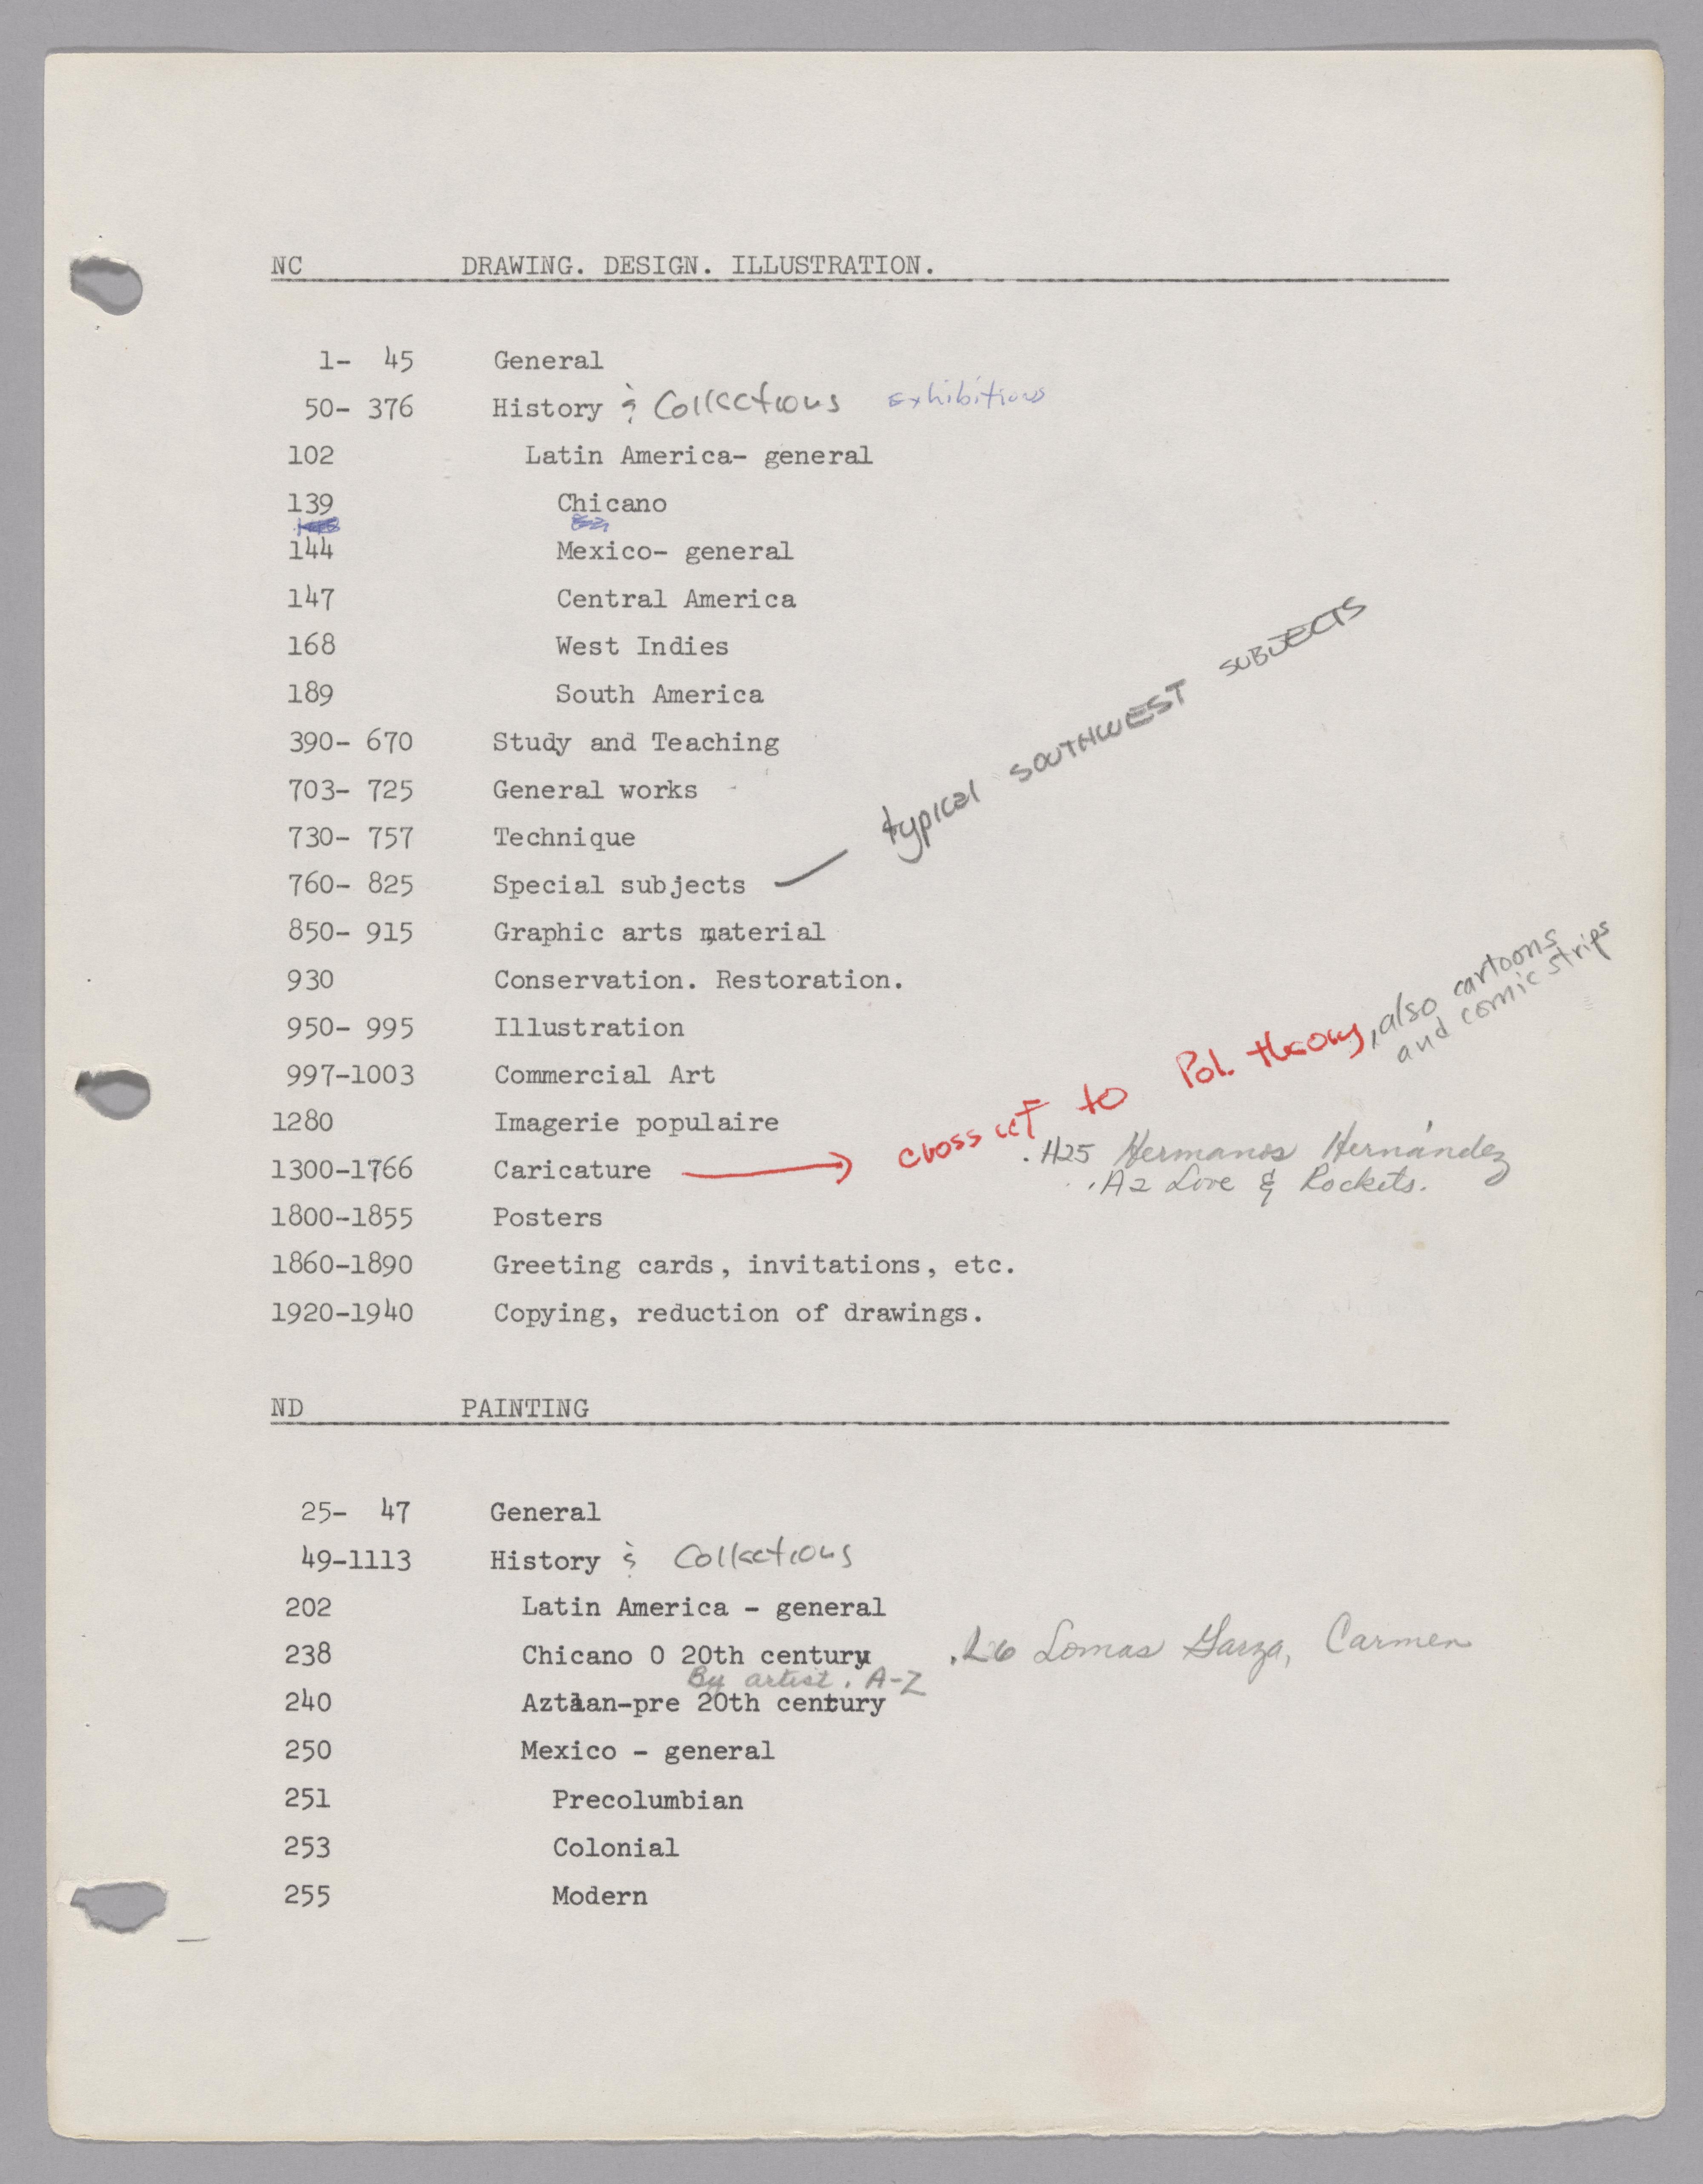 NC DRAWING. DESIGN. ILLUSTRATION.
1- 45 General
50- 376 History & Collections exhibitions
102 Latin America- general
139 Chicano
144 Mexico- general
147 Central America
168 West Indies
189 South America
390- 670 Study and Teaching
703- 725 General works
730- 757 Technique
760- 825 Special subjects typical SOUTHWEST SUBJECTS
850- 915 Graphic arts material
930 Conservation. Restoration.
950- 995 Illustration
997-1003 Commercial Art
1280 Imagerie populaire
1300-1766 Caricature cross ref to Pol. theory, also cartoons
and comic strips
.H25 Hermanos Hernández
.A2 Love & Rockets.
1800-1855 Posters
1860-1890 Greeting cards, invitations, etc.
1920-1940 Copying, reduction of drawings.
ND PAINTING
25- 47 General
49-1113 History & Collections
202 Latin America - general
238 Chicano 0 20th century .L6 Lomas Garza, Carmen
By artist. A-Z
240 Aztlan-pre 20th century
250 Mexico - general
251 Precolumbian
253 Colonial
255 Modern